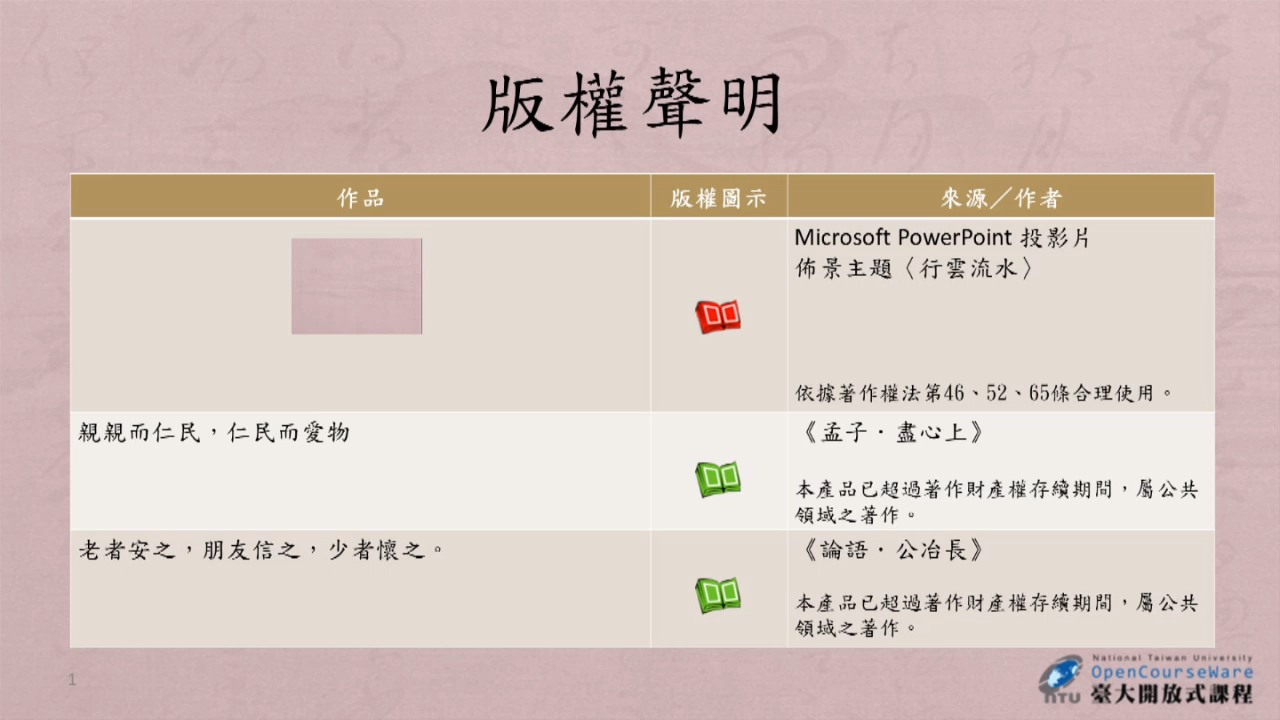 版權聲明
作品
版權圖示
來源／作者
Microsoft PowerPoint 投影片
佈景主題〈行雲流水〉
依據著作權法第46、52、65條合理使用。
親親而仁民，仁民而愛物
《孟子．盡心上》
本產品已超過著作財產權存續期間，屬公共
領域之著作。
老者安之，朋友信之，少者懷之。
《論語．公冶長》
本產品已超過著作財產權存續期間，屬公共
領域之著作。
1
National Taiwan University
OpenCourseWare
NTU 臺大開放式課程